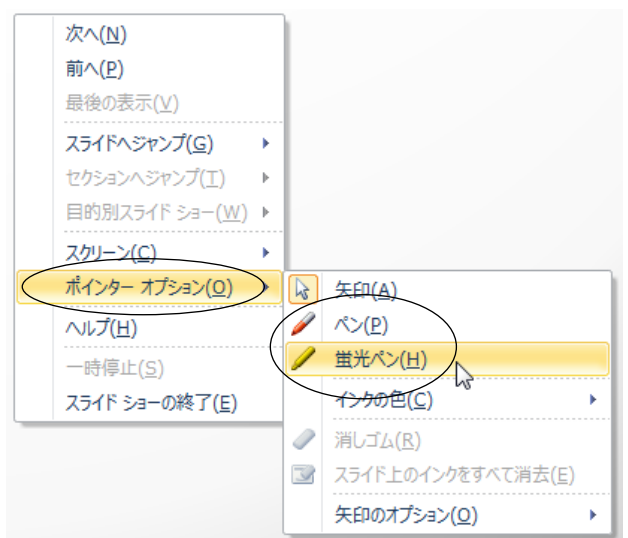 次へ(N)
前へ(P)
最後の表示(V)
スライドへジャンプ(G)
セクションへジャンプ(T)
目的別スライド ショー(W)
スクリーン(C)
ポインター オプション(O)
ヘルプ(H)
一時停止(S)
スライド ショーの終了(E)
矢印(A)
ペン(P)
蛍光ペン(H)
インクの色(C)
消しゴム(R)
スライド上のインクをすべて消去(E)
矢印のオプション(O)